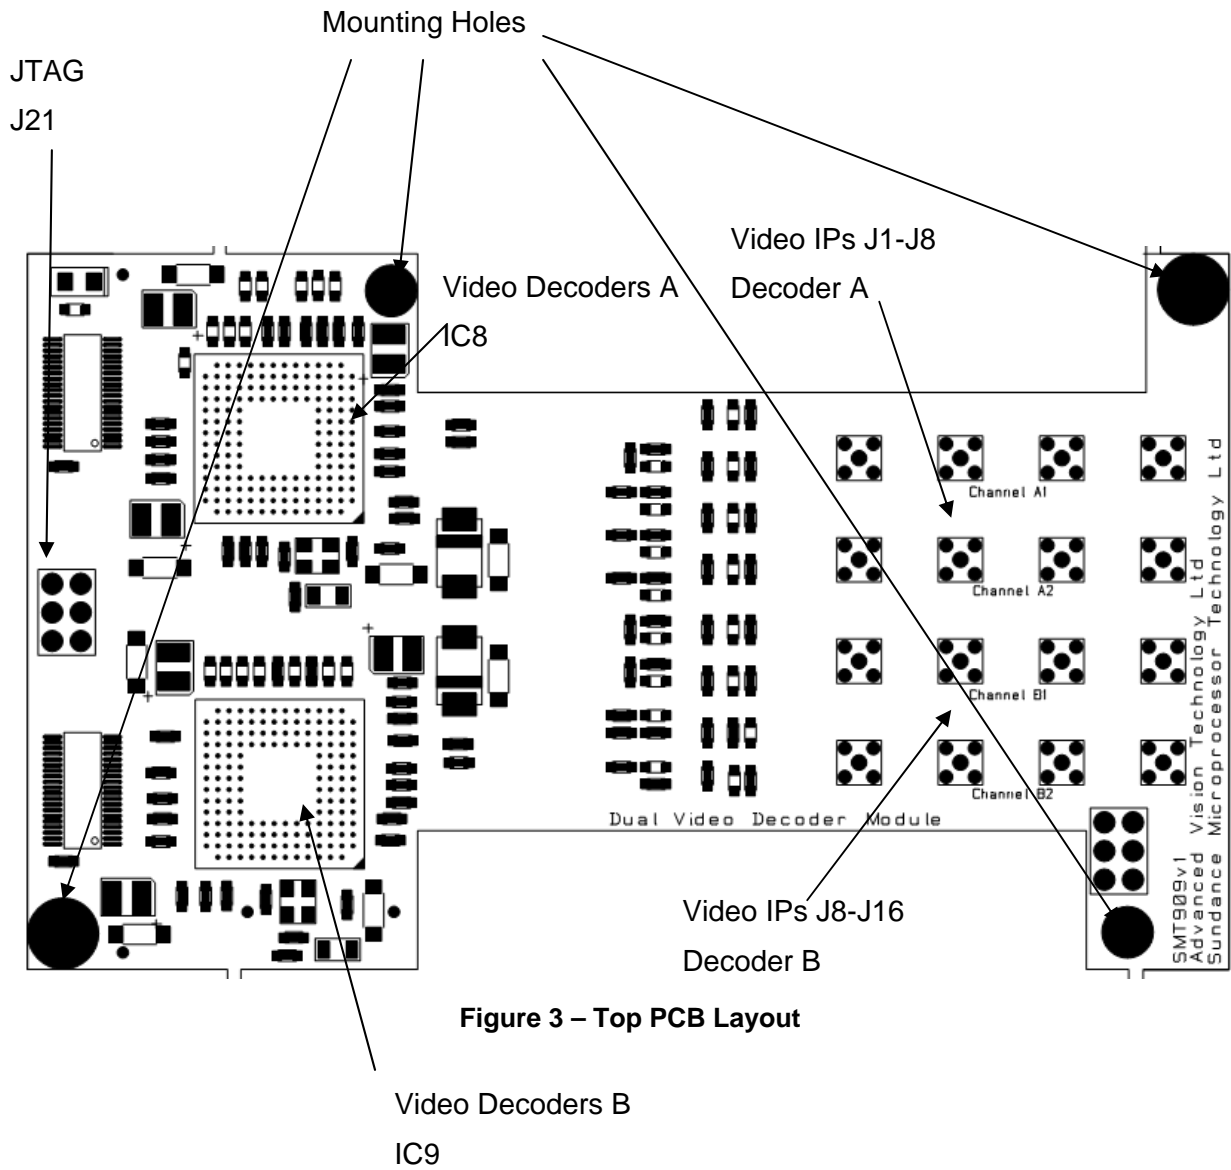 Mounting Holes
JTAG
J21
Video IPs J1-J8
Decoder A
Video Decoders A
IC8
Channel A1
Channel A2
Channel B1
Channel B2
Dual Video Decoder Module
SMT909v1
Advanced Vision Technology Ltd
Sundance Microprocessor Technology Ltd
Video IPs J8-J16
Decoder B
Figure 3 – Top PCB Layout
Video Decoders B
IC9